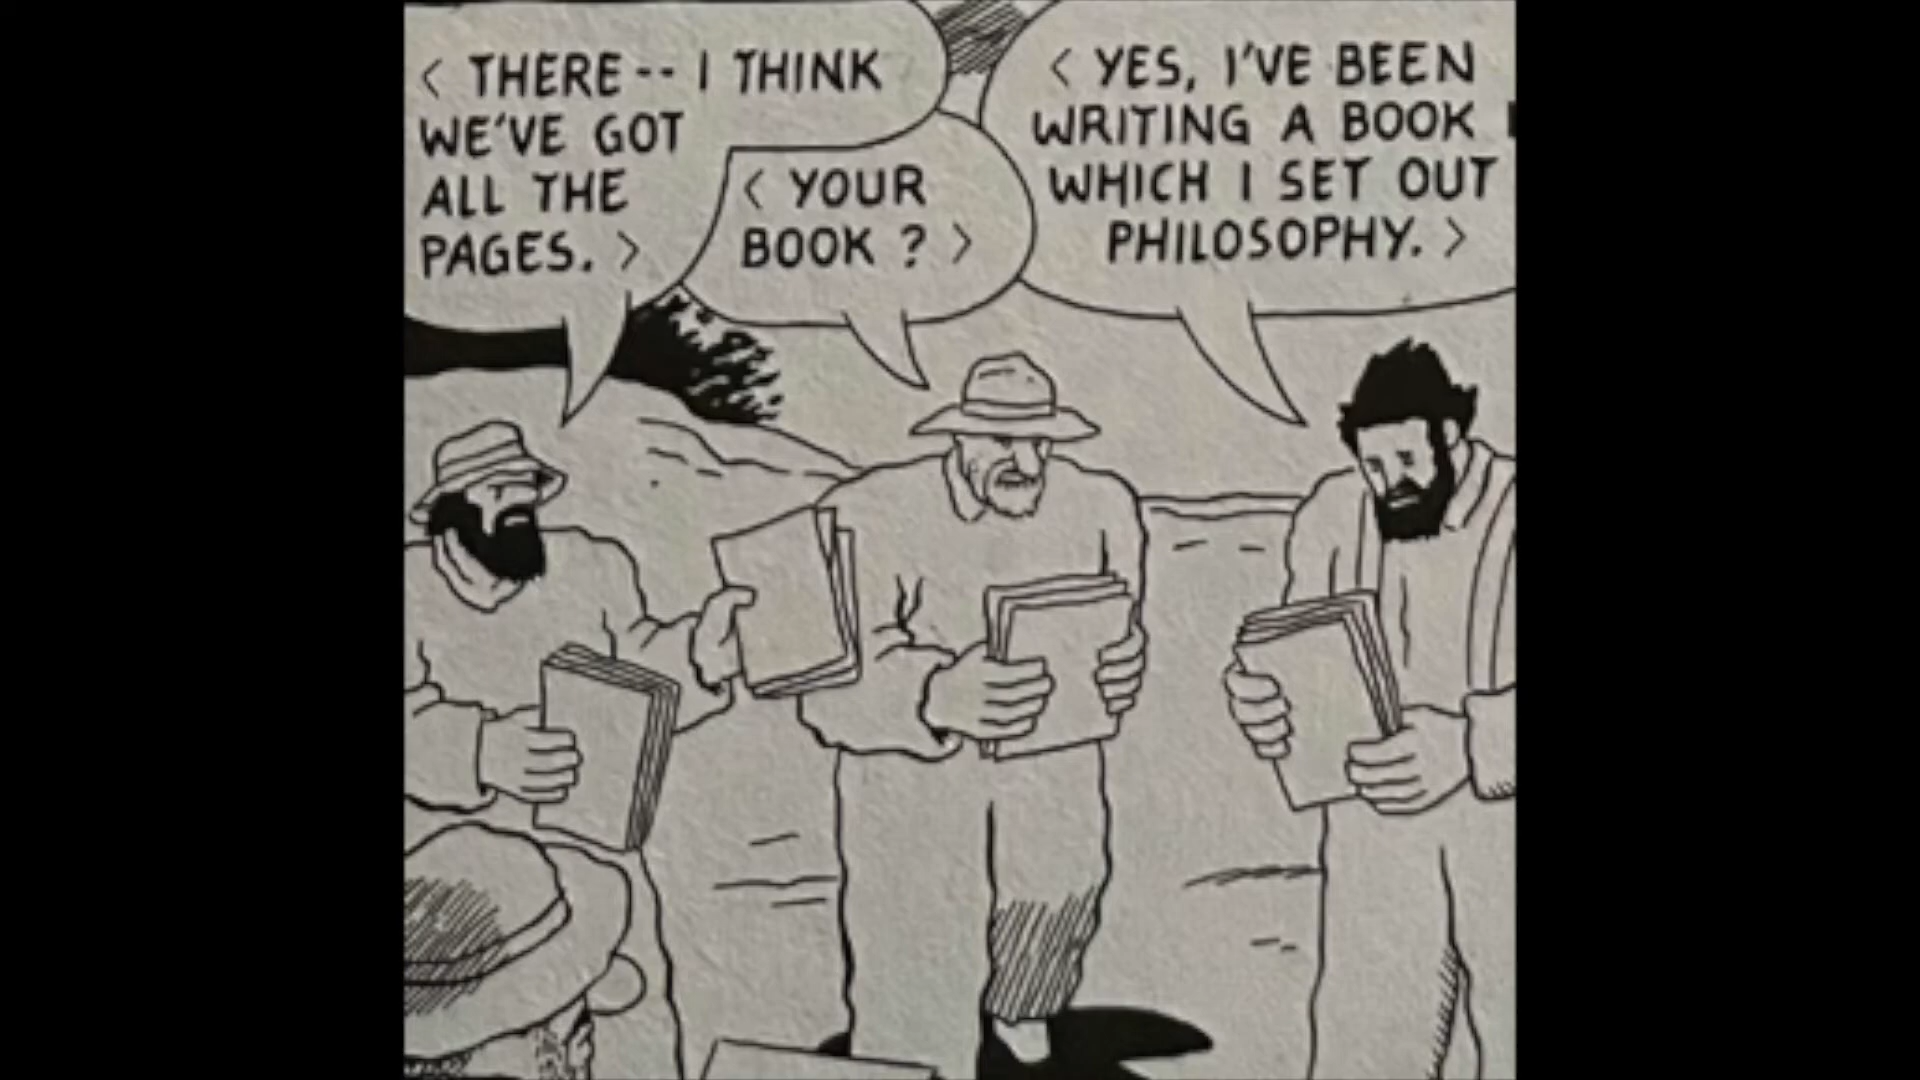 < THERE -- I THINK
WE'VE GOT
ALL THE
PAGES. >
< YOUR
BOOK ? >
< YES, I'VE BEEN
WRITING A BOOK
WHICH I SET OUT
PHILOSOPHY. >